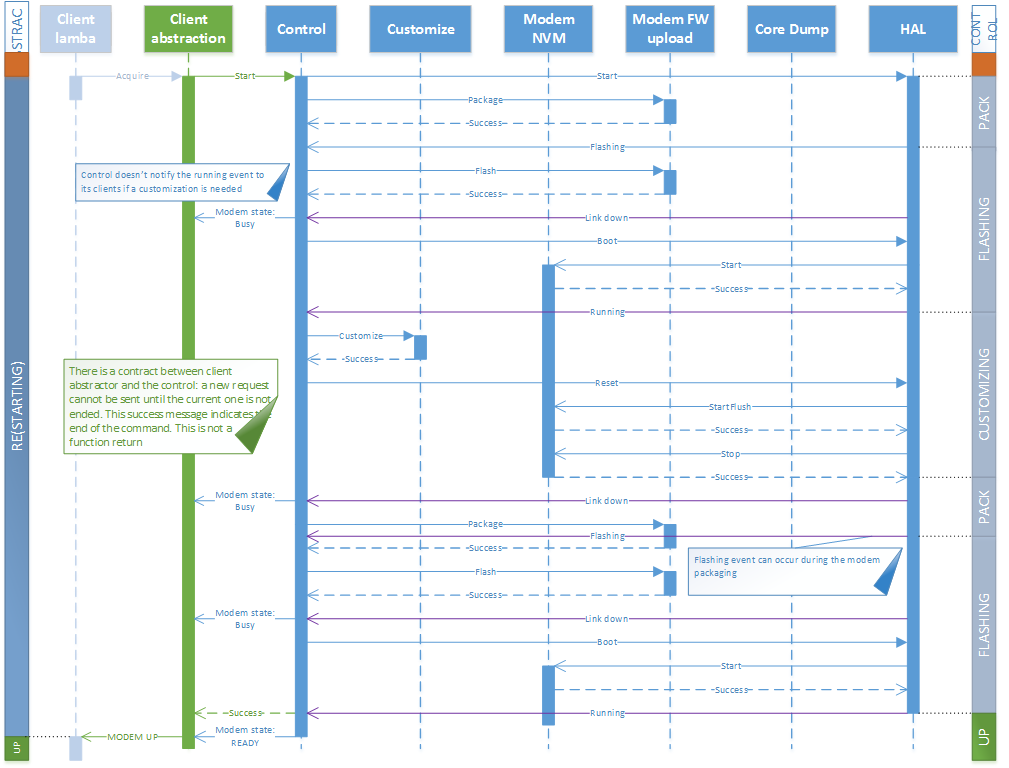 STRAC
Client
lamba
Client
abstraction
Control
Customize
Modem
NVM
Modem FW
upload
Core Dump
HAL
CONT
ROL
Acquire
Start
Start
Package
Success
PACK
Flashing
Control doesn't notify the running event to
its clients if a customization is needed
Flash
Success
Modem state:
Busy
Link down
FLASHING
Boot
Start
Success
Running
Customize
Success
There is a contract between client
abstractor and the control: a new request
cannot be sent until the current one is not
ended. This success message indicates the
end of the command. This is not a
function return
RE(STARTING)
Reset
CUSTOMIZING
StartFlush
Success
Stop
Success
Modem state:
Busy
Link down
PACK
Package
Flashing
Success
Flashing event can occur during the modem
packaging
Flash
Success
Modem state:
Busy
Link down
FLASHING
Boot
Start
Success
Success
Running
UP
MODEM UP
Modem state:
READY
UP